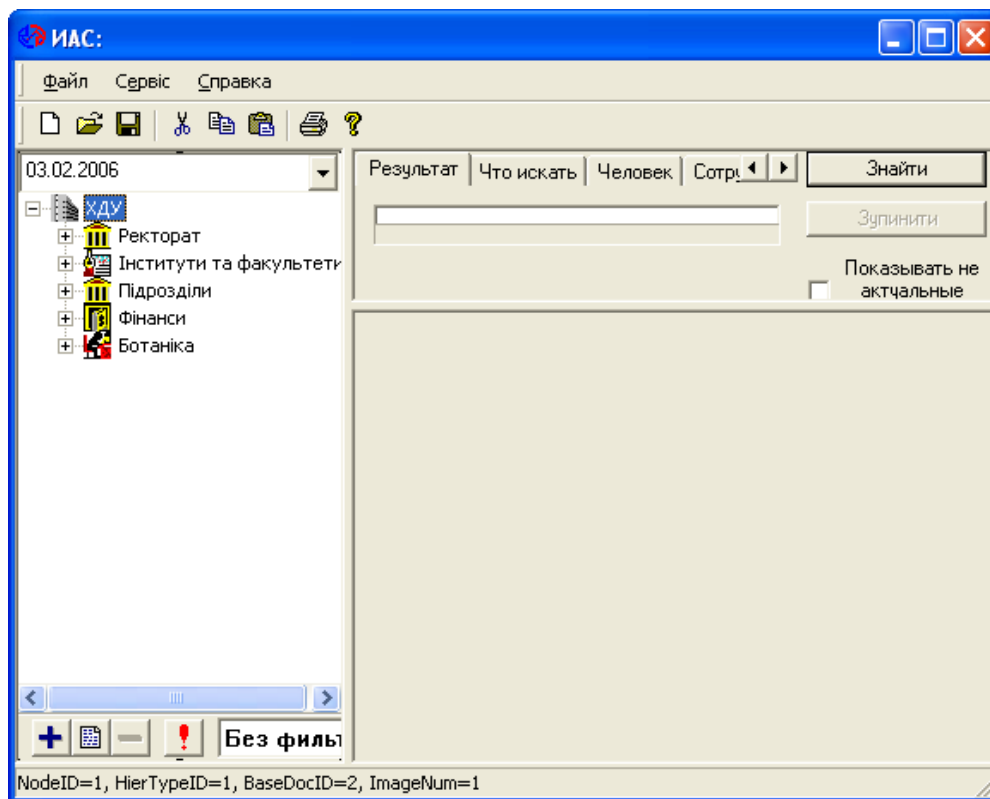 ИАС:
Файл Сервіс Справка
03.02.2006
ХДУ
Ректорат
Інститути та факультети
Підрозділи
Фінанси
Ботаніка
Без филь
Результат Что искать Человек Сотр
Знайти
Зупинити
Показывать не
актуальные
NodeID=1, HierTypeID=1, BaseDocID=2, ImageNum=1